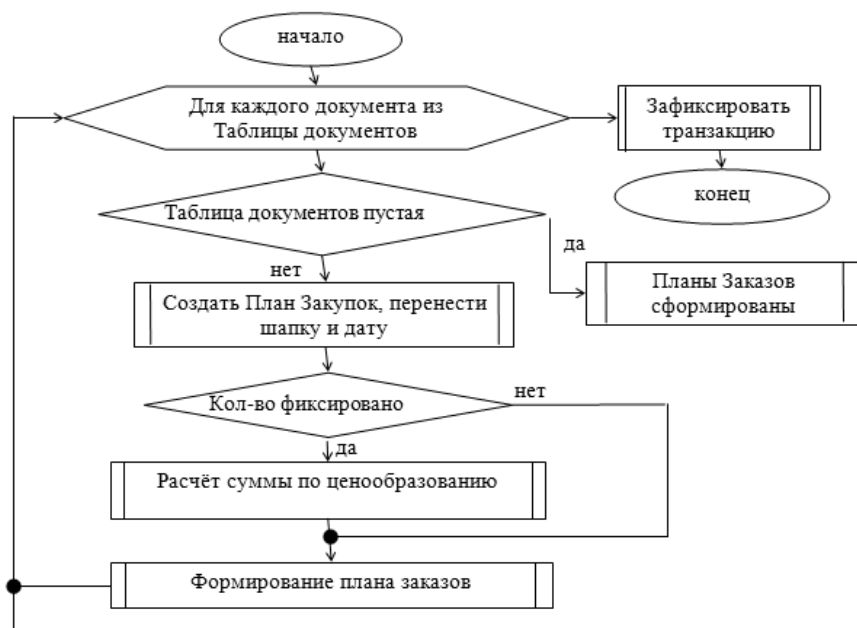 начало
Для каждого документа из
Таблицы документов
Зафиксировать
транзакцию
конец
Таблица документов пустая
да
нет
Планы Заказов
сформированы
Создать План Закупок, перенести
шапку и дату
Кол-во фиксировано
нет
да
Расчёт суммы по ценообразованию
Формирование плана заказов